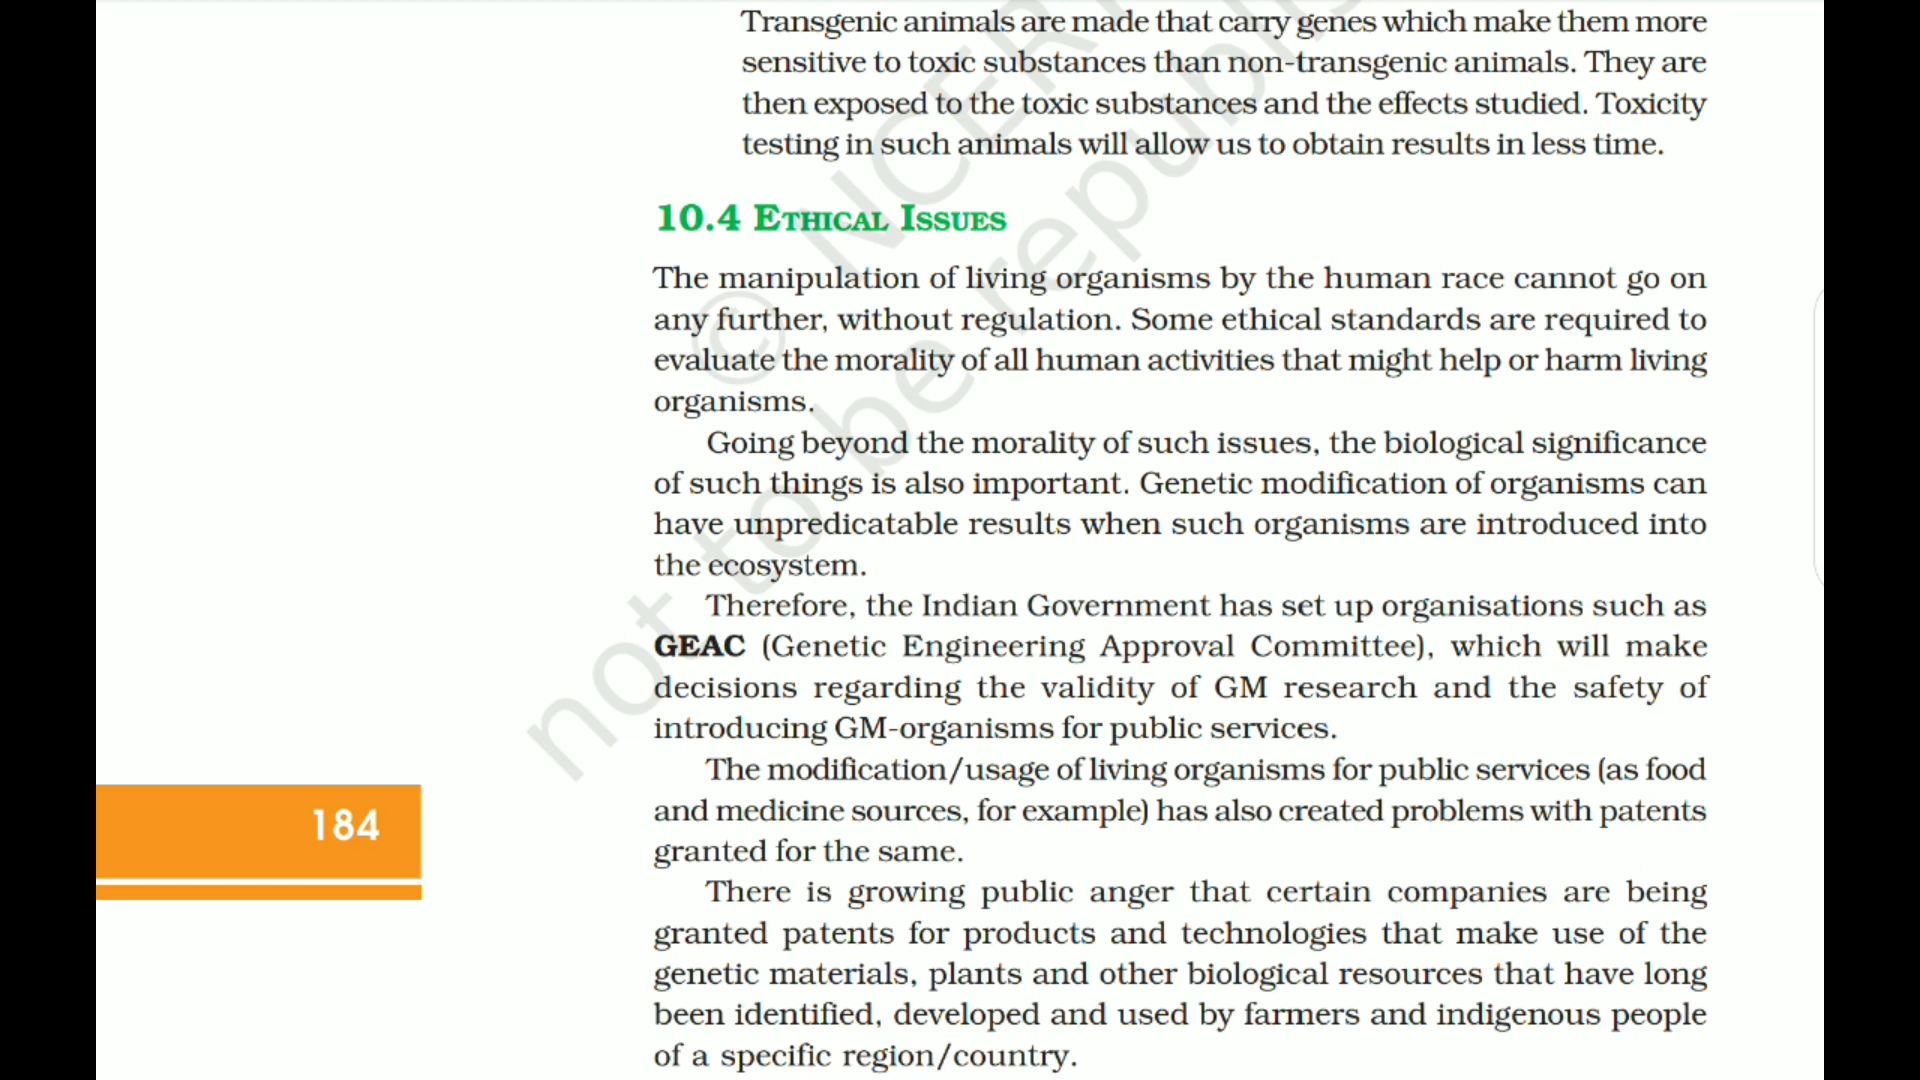 Transgenic animals are made that carry genes which make them more
sensitive to toxic substances than non-transgenic animals. They are
then exposed to the toxic substances and the effects studied. Toxicity
testing in such animals will allow us to obtain results in less time.
10.4 ETHICAL ISSUES
The manipulation of living organisms by the human race cannot go on
any further, without regulation. Some ethical standards are required to
evaluate the morality of all human activities that might help or harm living
organisms.
Going beyond the morality of such issues, the biological significance
of such things is also important. Genetic modification of organisms can
have unpredicatable results when such organisms are introduced into
the ecosystem.
Therefore, the Indian Government has set up organisations such as
GEAC (Genetic Engineering Approval Committee), which will make
decisions regarding the validity of GM research and the safety of
introducing GM-organisms for public services.
The modification/usage of living organisms for public services (as food
and medicine sources, for example) has also created problems with patents
granted for the same.
184
There is growing public anger that certain companies are being
granted patents for products and technologies that make use of the
genetic materials, plants and other biological resources that have long
been identified, developed and used by farmers and indigenous people
of a specific region/country.
© NCER
not to be republi